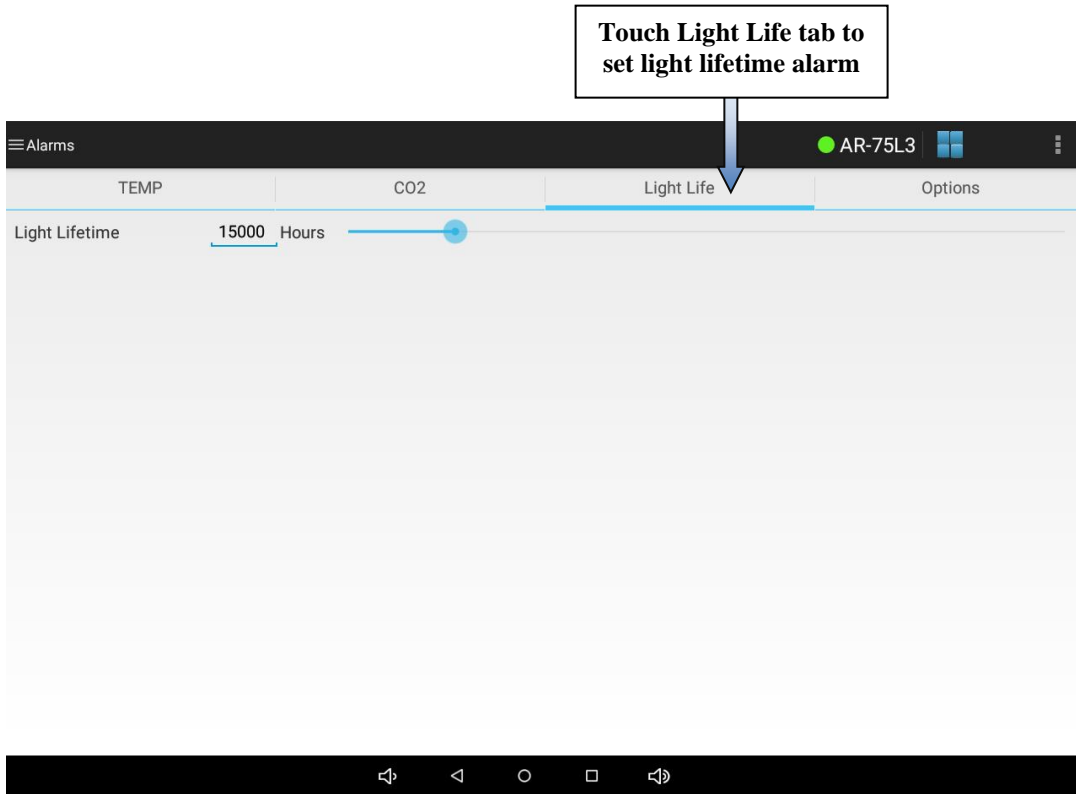 Touch Light Life tab to
set light lifetime alarm
Alarms AR-75L3
TEMP CO2 Light Life Options
Light Lifetime 15000 Hours